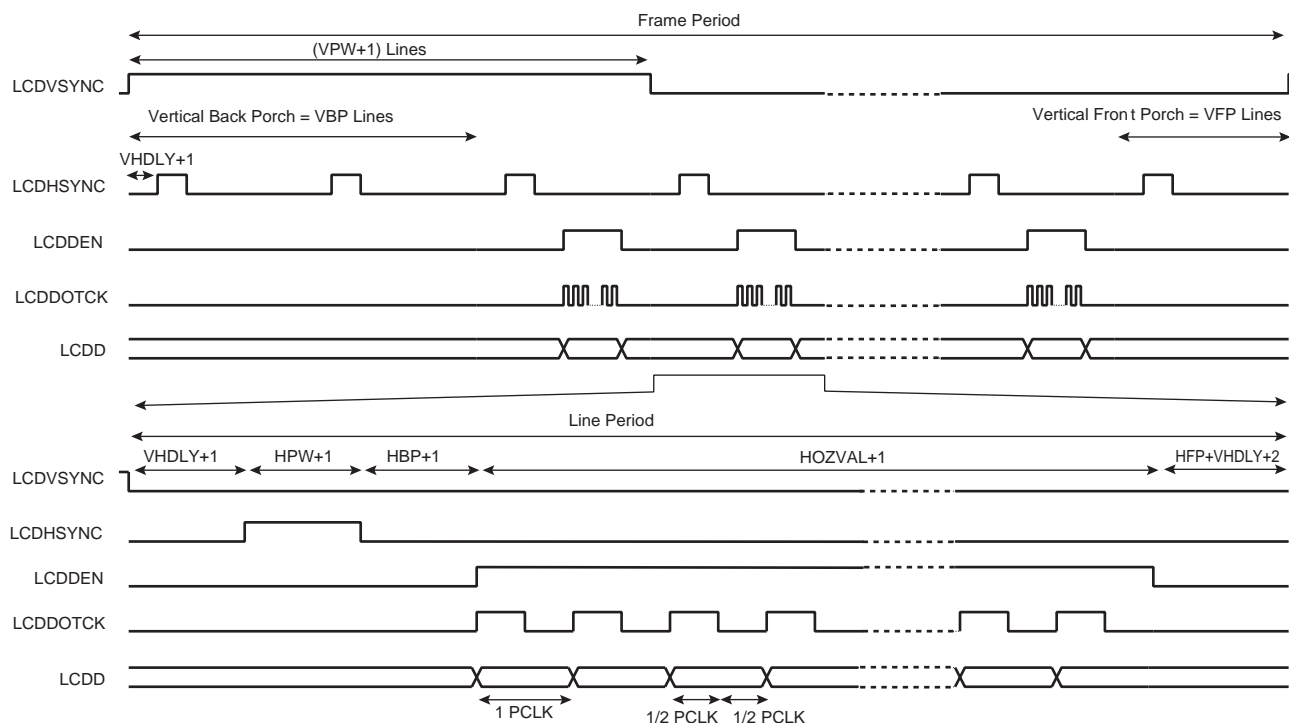 Frame Period
(VPW+1) Lines
LCDVSYNC
Vertical Back Porch = VBP Lines
Vertical Front Porch = VFP Lines
VHDLY+1
LCDHSYNC
LCDDEN
LCDDOTCK
LCDD
Line Period
VHDLY+1
HPW+1
HBP+1
HOZVAL+1
HFP+VHDLY+2
LCDVSYNC
LCDHSYNC
LCDDEN
LCDDOTCK
LCDD
1 PCLK
1/2 PCLK
1/2 PCLK